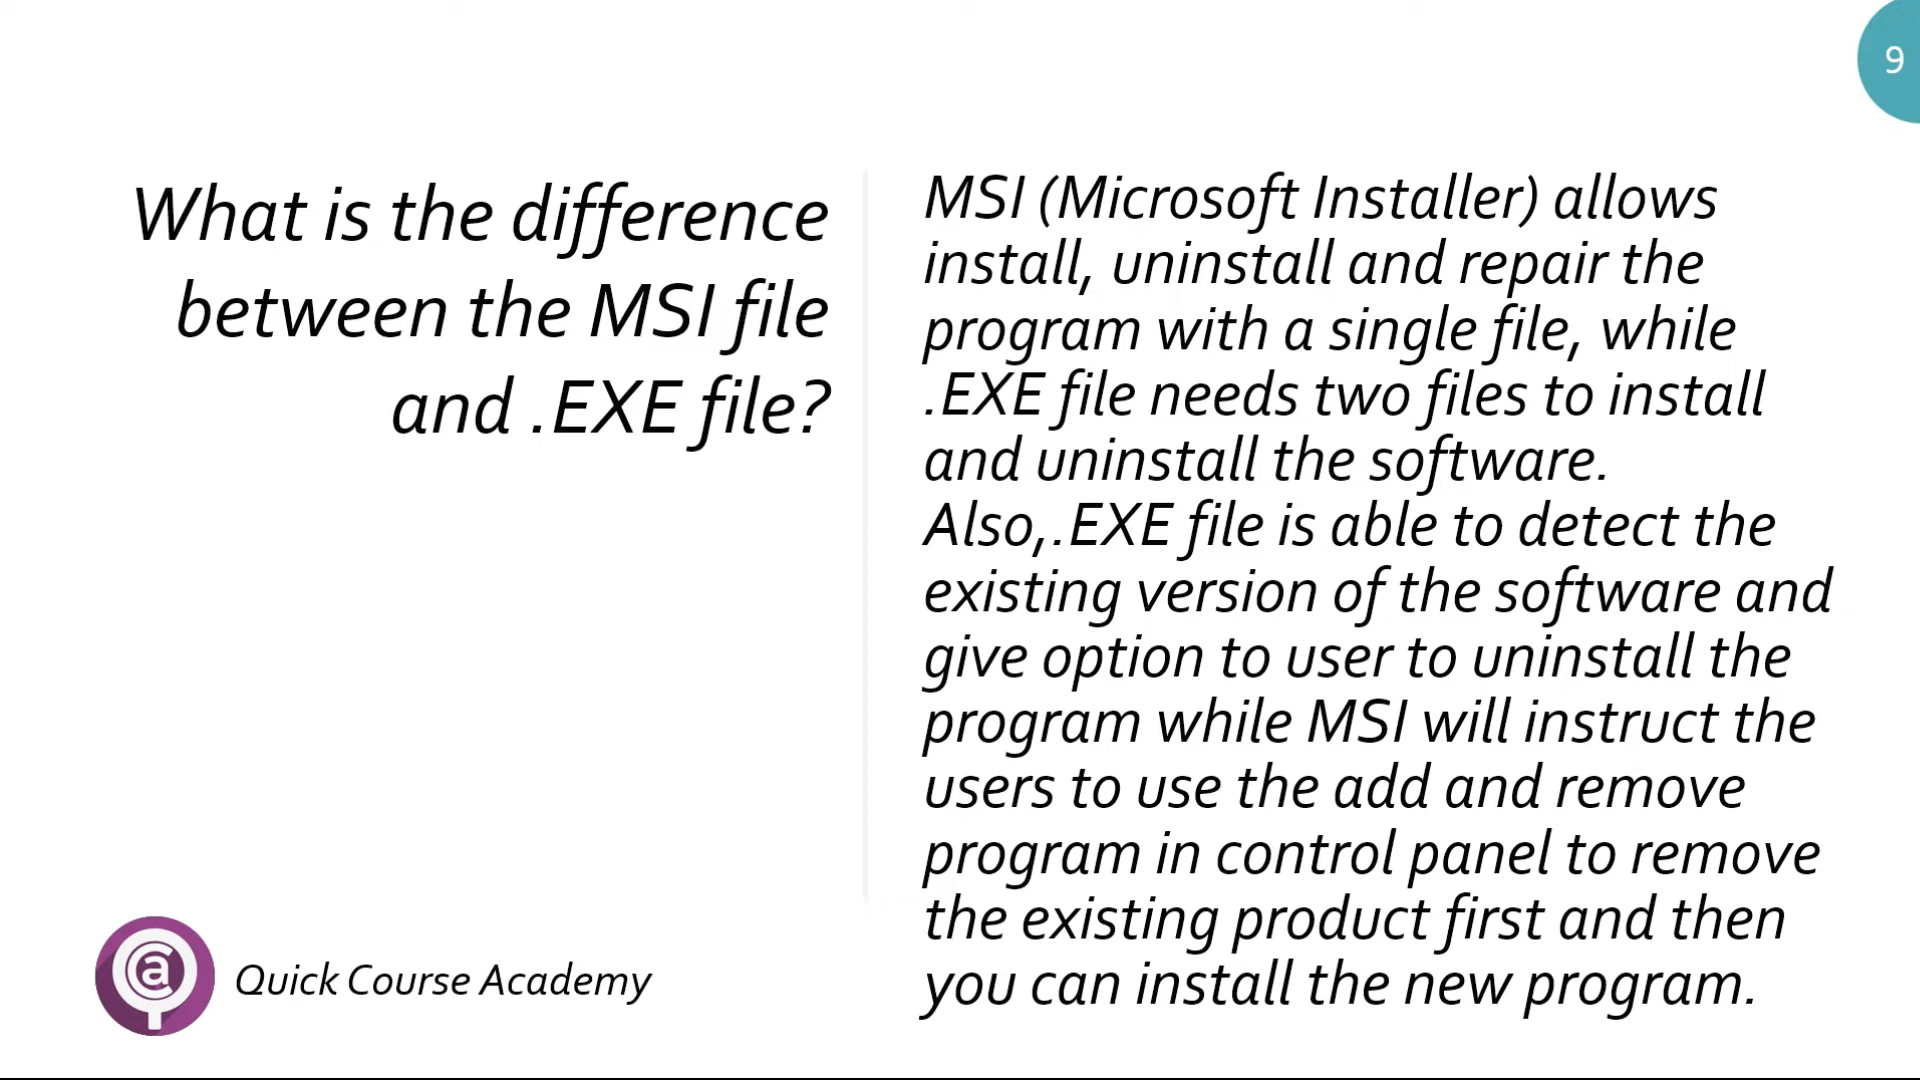 9
What is the difference
between the MSI file
and .EXE file?
MSI (Microsoft Installer) allows
install, uninstall and repair the
program with a single file, while
.EXE file needs two files to install
and uninstall the software.
Also,.EXE file is able to detect the
existing version of the software and
give option to user to uninstall the
program while MSI will instruct the
users to use the add and remove
program in control panel to remove
the existing product first and then
you can install the new program.
a
Quick Course Academy